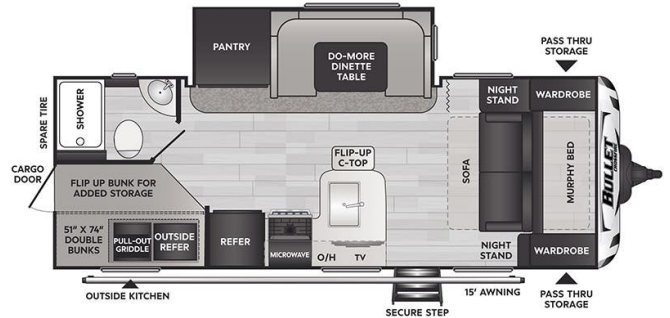 PANTRY
DO-MORE
DINETTE
TABLE
PASS THRU
STORAGE
NIGHT
STAND
WARDROBE
SPARE TIRE
SHOWER
CARGO
DOOR
FLIP-UP
C-TOP
SOFA
MURPHY BED
BULLET
FLIP UP BUNK FOR
ADDED STORAGE
51" X 74"
DOUBLE
BUNKS
PULL-OUT
GRIDDLE
OUTSIDE
REFER
REFER
MICROWAVE
O/H
TV
NIGHT
STAND
WARDROBE
OUTSIDE KITCHEN
SECURE STEP
15' AWNING
PASS THRU
STORAGE